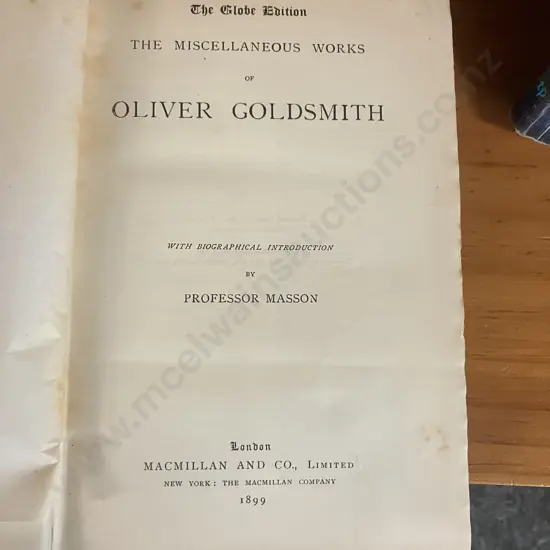 The Globe Edition
THE MISCELLANEOUS WORKS
OF
OLIVER GOLDSMITH
WITH BIOGRAPHICAL INTRODUCTION
BY
PROFESSOR MASSON
London
MACMILLAN AND CO., LIMITED
NEW YORK: THE MACMILLAN COMPANY
1899
www.mcelwainauctions.co.nz